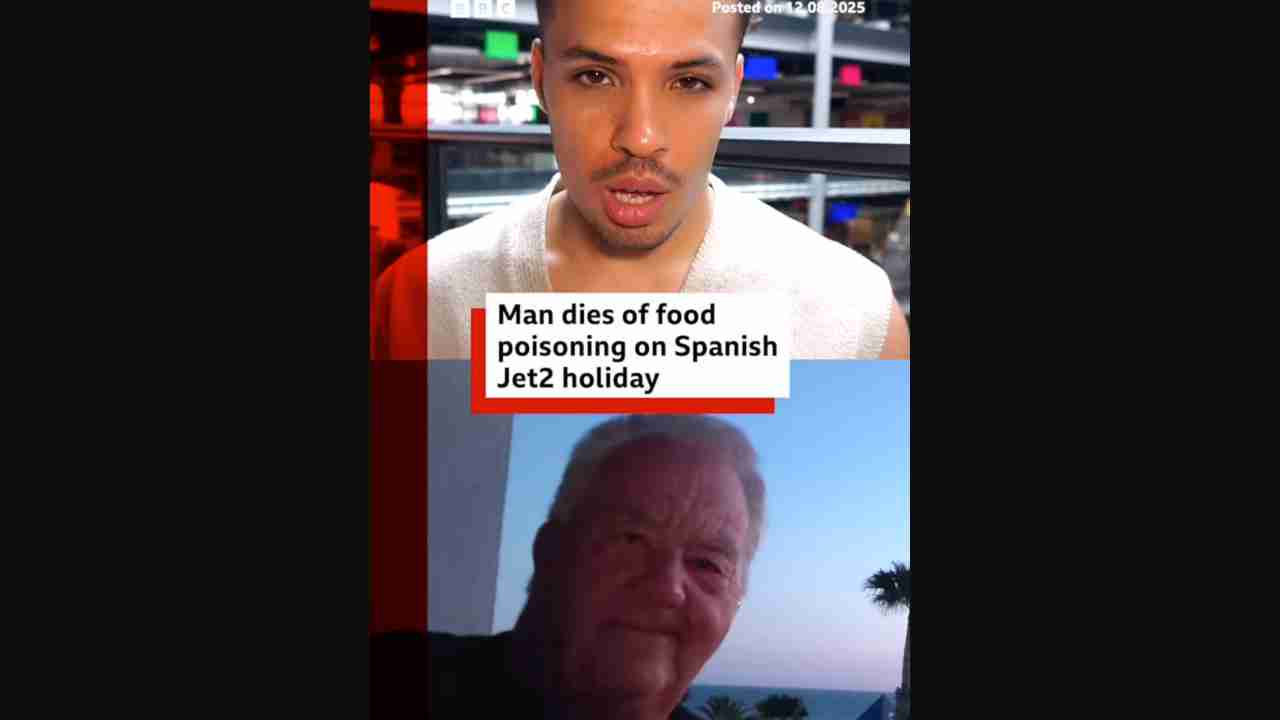 BBC
Posted on 12.08.2025
Man dies of food
poisoning on Spanish
Jet2 holiday